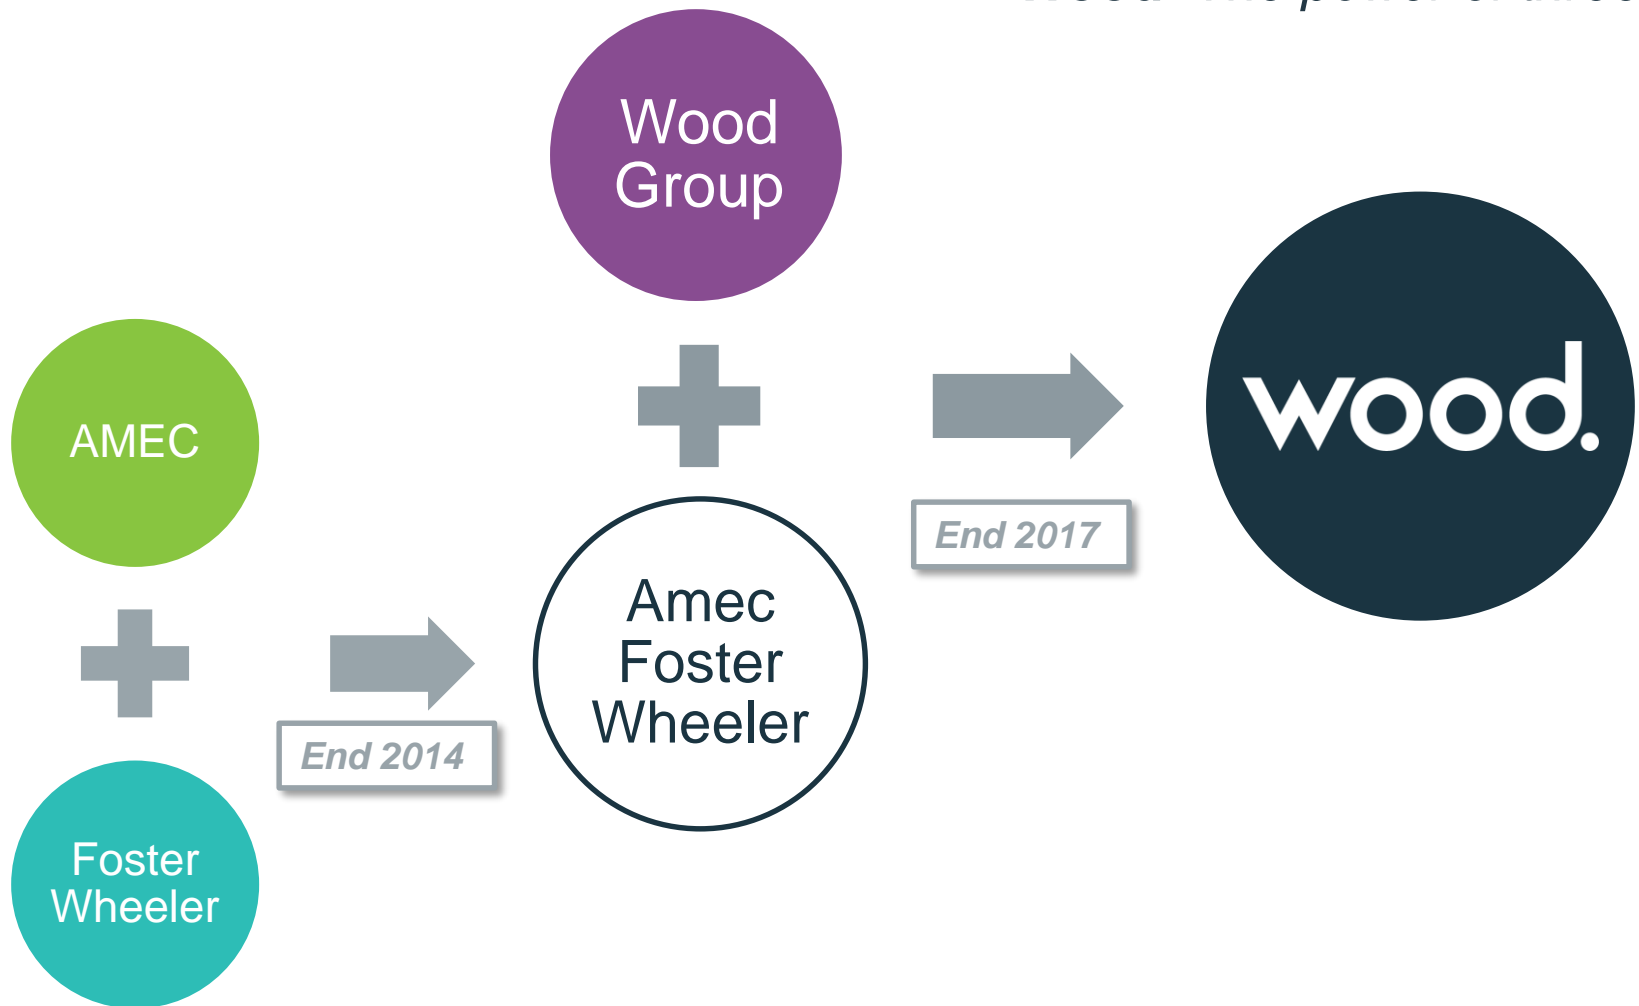 Wood
Group
AMEC
wood.
End 2017
Amec
Foster
Wheeler
End 2014
Foster
Wheeler